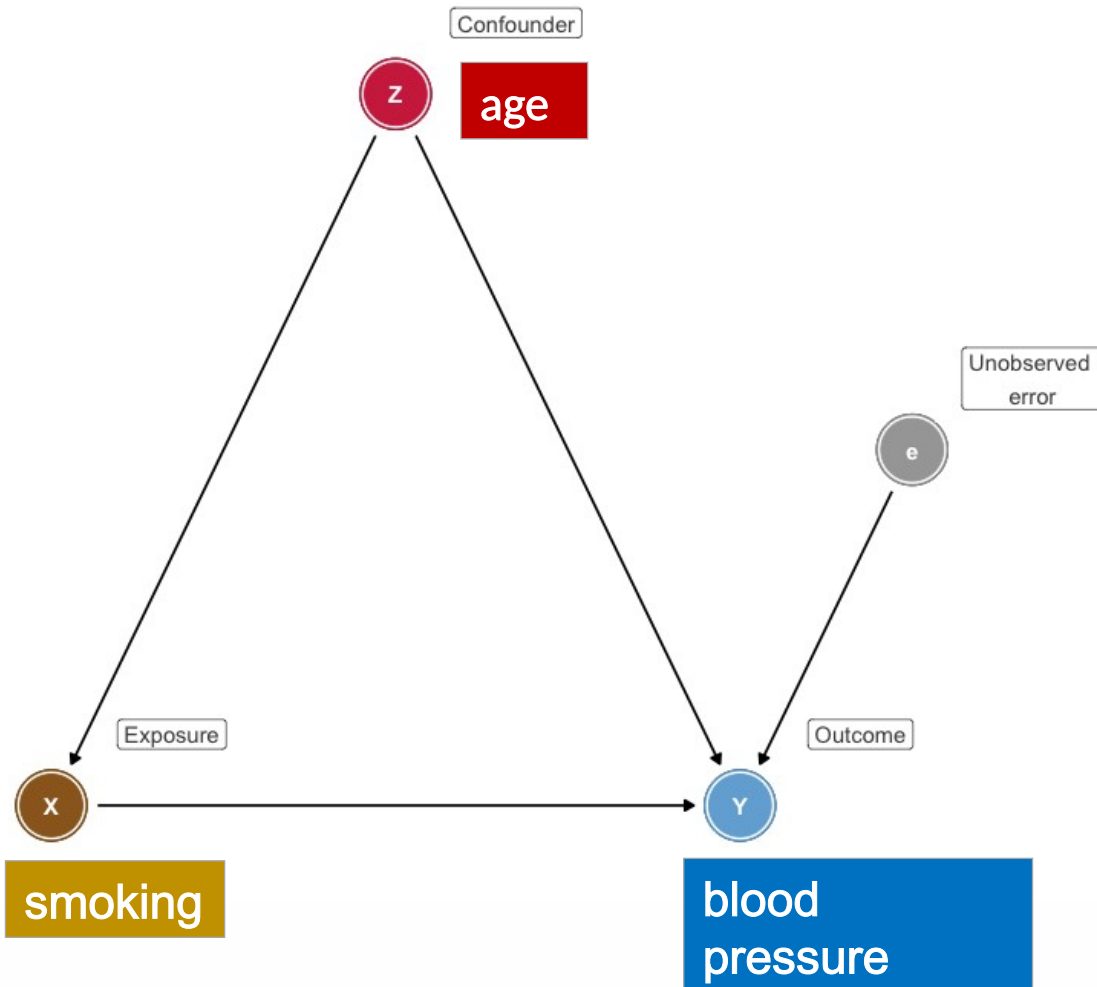 Confounder
Z
age
Unobserved
error
e
Exposure
Outcome
X
Y
smoking
blood
pressure